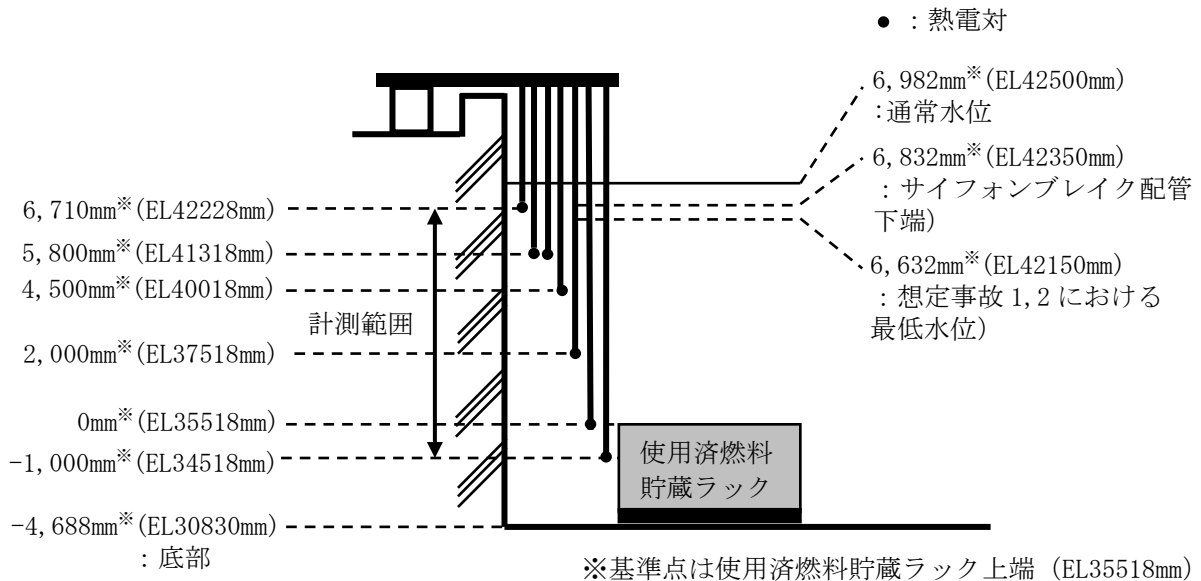 ● :熱電対
6,982mm※(EL42500mm)
:通常水位
6,832mm※(EL42350mm)
:サイフォンブレイク配管
下端)
6,632mm※(EL42150mm)
:想定事故 1,2 における
最低水位)
6,710mm※(EL42228mm)
5,800mm※(EL41318mm)
4,500mm※(EL40018mm)
計測範囲
2,000mm※(EL37518mm)
0mm※(EL35518mm)
-1,000mm※(EL34518mm)
使用済燃料
貯蔵ラック
-4,688mm※(EL30830mm)
:底部
※基準点は使用済燃料貯蔵ラック上端(EL35518mm)